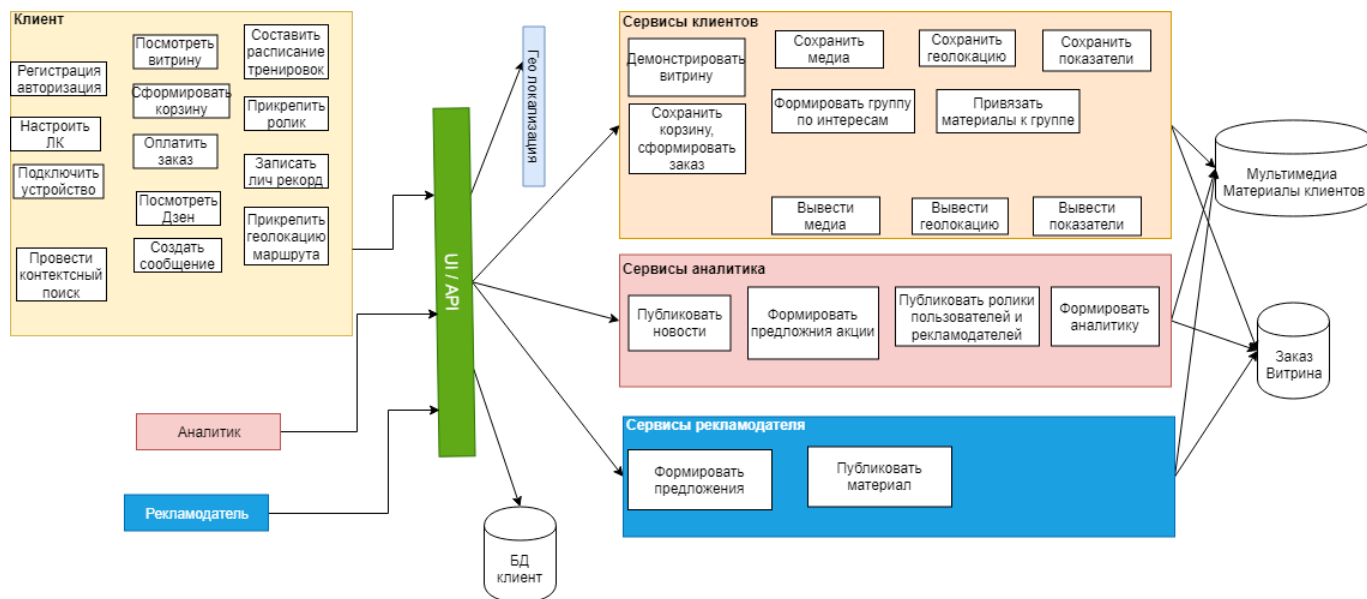 Клиент
Регистрация
авторизация
Настроить
ЛК
Подключить
устройство
Провести
контектсный
поиск
Посмотреть
витрину
Сформировать
корзину
Оплатить
заказ
Посмотреть
Дзен
Создать
сообщение
Составить
расписание
тренировок
Прикрепить
ролик
Записать
лич рекорд
Прикрепить
геолокацию
маршрута
Аналитик
Рекламодатель
UI / API
Гео локализация
БД
клиент
Сервисы клиентов
Демонстрировать
витрину
Сохранить
медиа
Сохранить
геолокацию
Сохранить
показатели
Сохранить
корзину,
сформировать
заказ
Формировать группу
по интересам
Привязать
материалы к группе
Вывести
медиа
Вывести
геолокацию
Вывести
показатели
Сервисы аналитика
Публиковать
новости
Формировать
предложния акции
Публиковать ролики
пользователей и
рекламодателей
Формировать
аналитику
Сервисы рекламодателя
Формировать
предложения
Публиковать
материал
Мультимедиа
Материалы клиентов
Заказ
Витрина